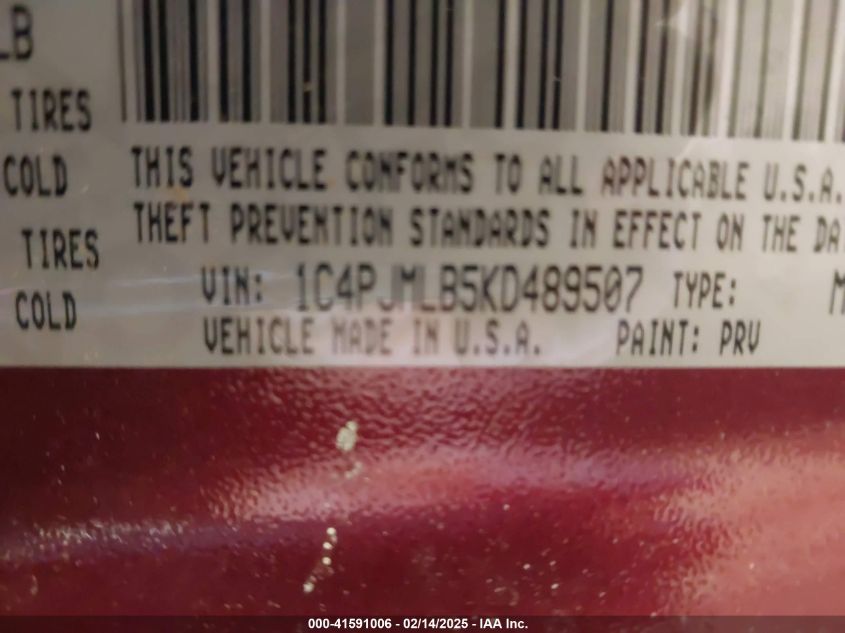 LB
TIRES
COLD
TIRES
COLD
THIS VEHICLE CONFORMS TO ALL APPLICABLE U.S.A.
THEFT PREVENTION STANDARDS IN EFFECT ON THE DA
VIN: 1C4PJMLB5KD489507 TYPE: M
VEHICLE MADE IN U.S.A. PAINT: PRV
000-41591006 - 02/14/2025 - IAA Inc.